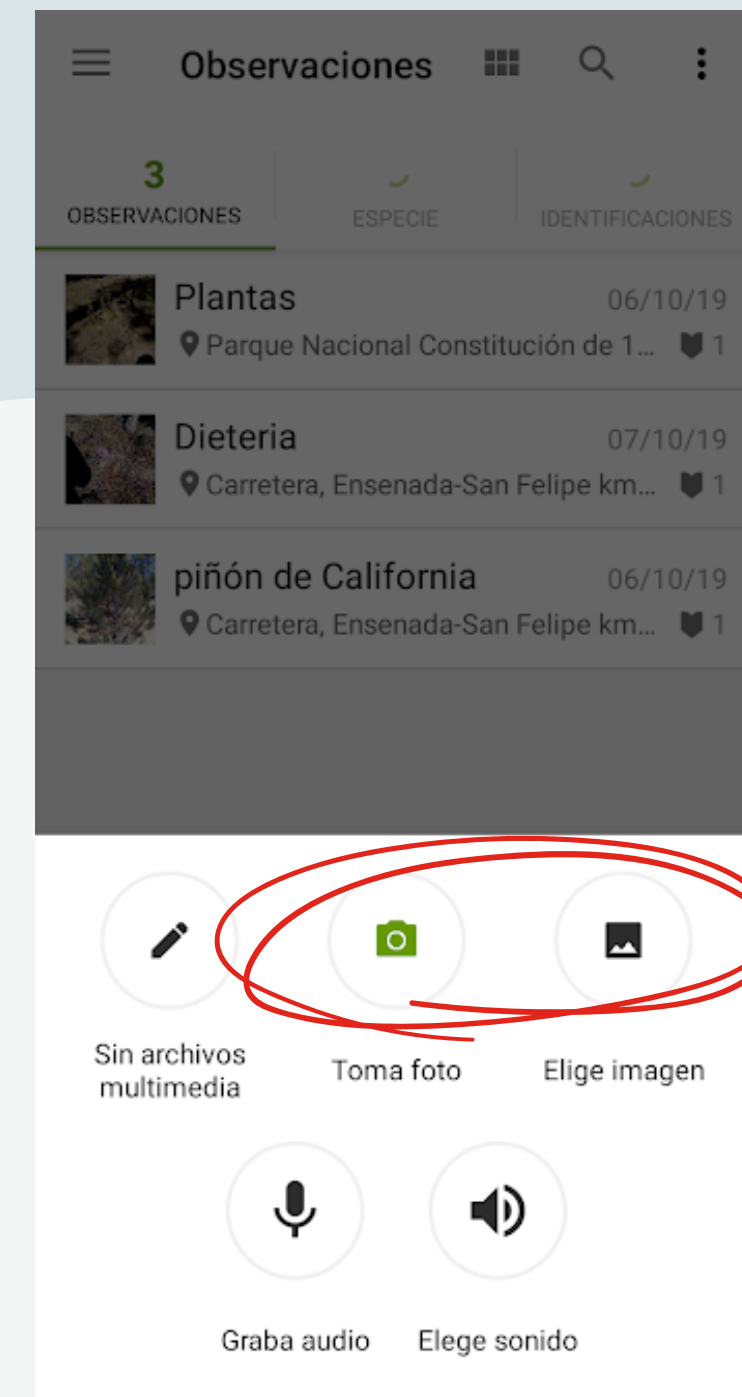 Observaciones
3
OBSERVACIONES
ESPECIE
IDENTIFICACIONES
Plantas 06/10/19
Parque Nacional Constitución de 1... 1
Dieteria 07/10/19
Carretera, Ensenada-San Felipe km... 1
piñón de California 06/10/19
Carretera, Ensenada-San Felipe km... 1
Sin archivos
multimedia
Toma foto
Elige imagen
Graba audio
Elege sonido